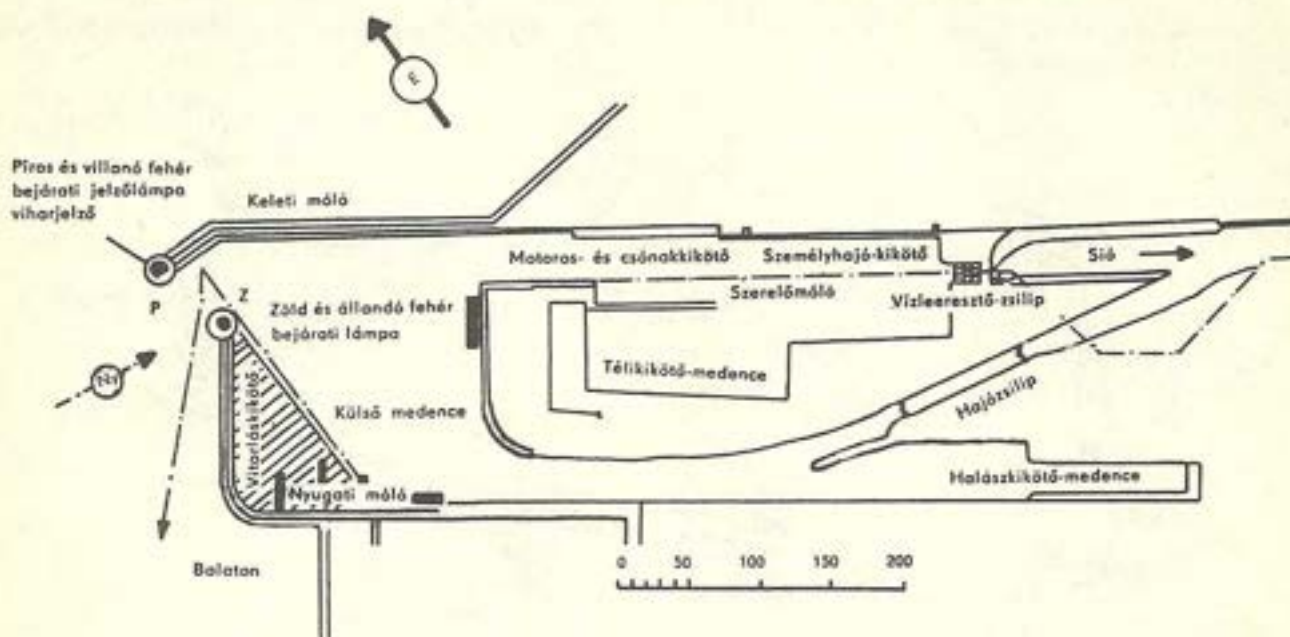 É
Piros és villanó fehér
bejárati jelzőlámpa
viharjelző
Keleti móló
P
Z
Zöld és állandó fehér
bejárati lámpa
Motoros- és csónakkikötő
Személyhajó-kikötő
Sió
Szerelőmóló
Vízleeresztő-zsilip
Télikikötő-medence
Külső medence
Hajózsilip
Vitorláskikötő
Nyugati móló
Halászkikötő-medence
Balaton
0 50 100 150 200